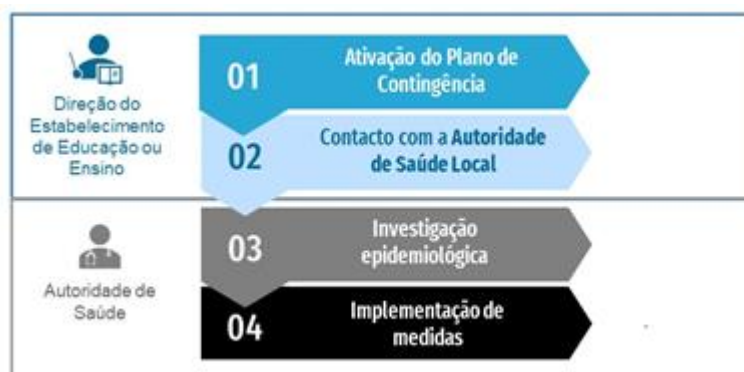 Direção do
Estabelecimento
de Educação ou
Ensino
01
Ativação do Plano de
Contingência
02
Contacto com a Autoridade
de Saúde Local
Autoridade de
Saúde
03
Investigação
epidemiológica
04
Implementação de
medidas